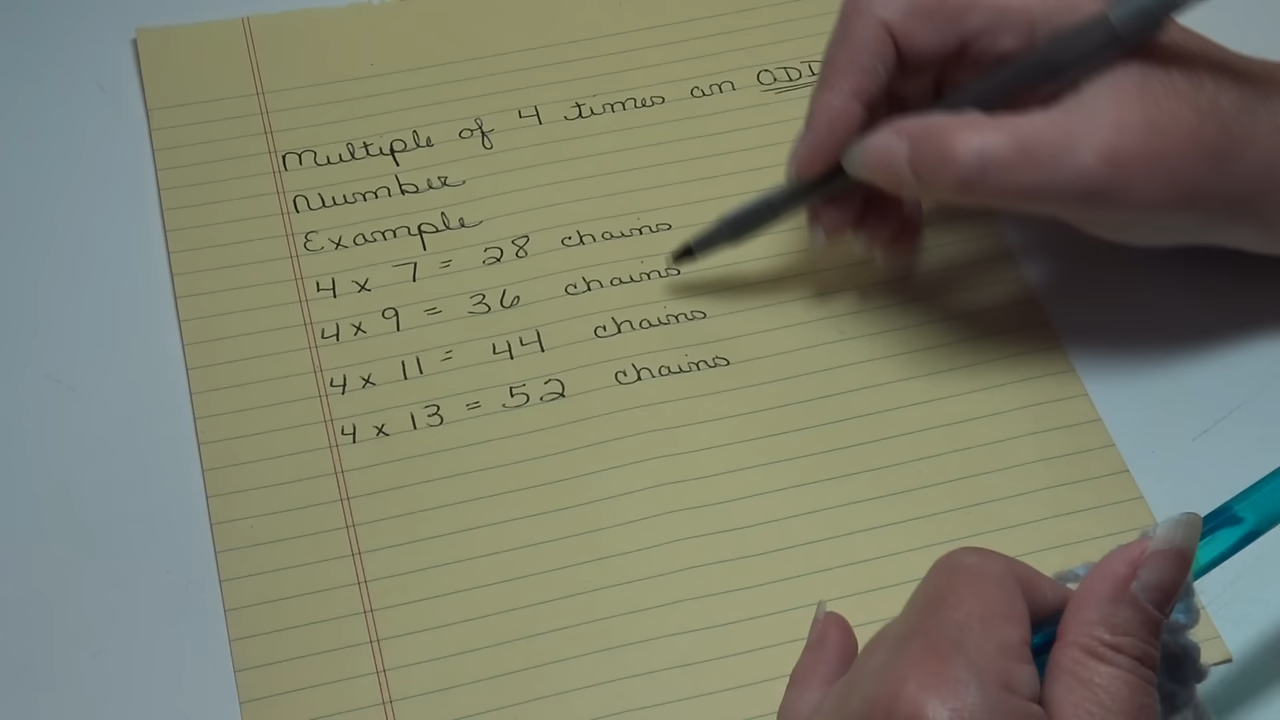 Multiple of 4 times an ODD
Number
Example
4 x 7 = 28 chains
4 x 9 = 36 chains
4 x 11 = 44 chains
4 x 13 = 52 chains